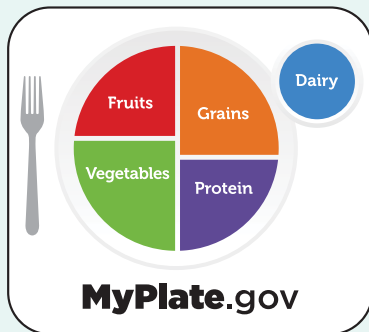 Dairy
Fruits
Grains
Vegetables
Protein
MyPlate.gov